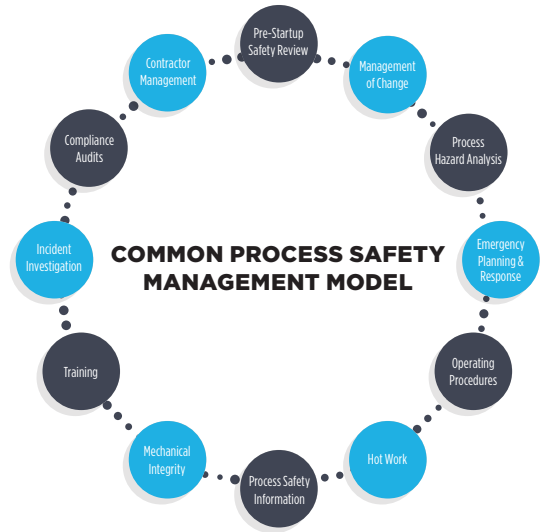 Pre-Startup
Safety Review
Management
of Change
Process
Hazard Analysis
Emergency
Planning &
Response
Operating
Procedures
Hot Work
Process Safety
Information
Mechanical
Integrity
Training
Incident
Investigation
Compliance
Audits
Contractor
Management
COMMON PROCESS SAFETY
MANAGEMENT MODEL